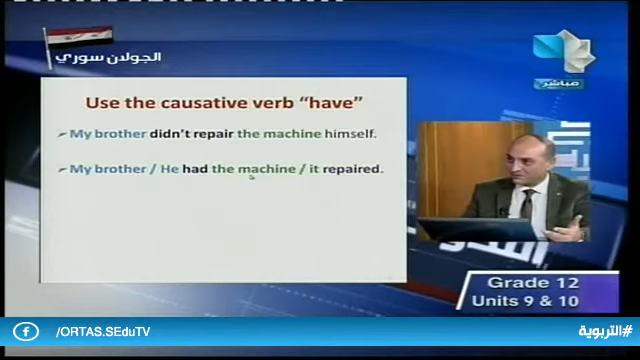 الجولان سوري
مباشر
Use the causative verb "have"
➢ My brother didn't repair the machine himself.
➢ My brother / He had the machine / it repaired.
Grade 12
Units 9 & 10
/ORTAS.SEduTV
#التربوية